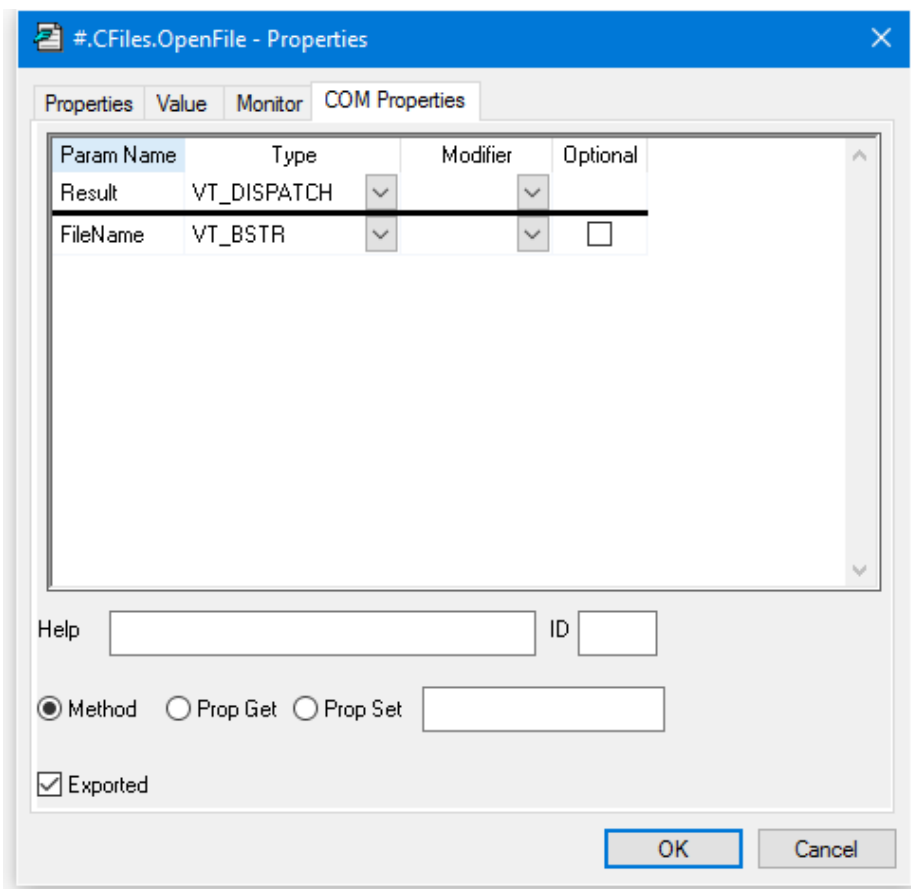 #.CFiles.OpenFile - Properties
Properties Value Monitor COM Properties
Param Name Type Modifier Optional
Result VT_DISPATCH
FileName VT_BSTR
Help ID
Method Prop Get Prop Set
Exported
OK Cancel